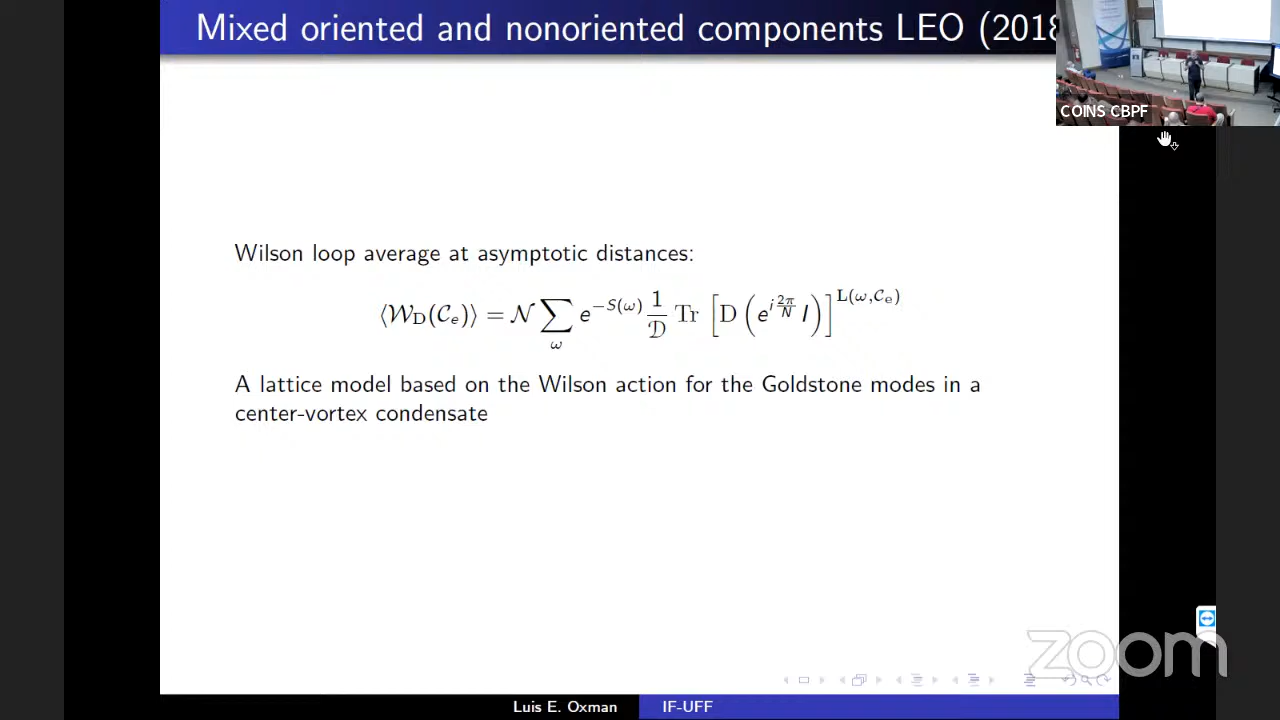 Mixed oriented and nonoriented components LEO (2018
COINS CBPF
Wilson loop average at asymptotic distances:
⟨𝒲_D(𝒞_e)⟩ = 𝒩 ∑_ω e^{−S(ω)} 1/𝒟 Tr [D(e^{i 2π/N} I)]^{L(ω,𝒞_e)}
A lattice model based on the Wilson action for the Goldstone modes in a
center-vortex condensate
zoom
Luis E. Oxman IF-UFF